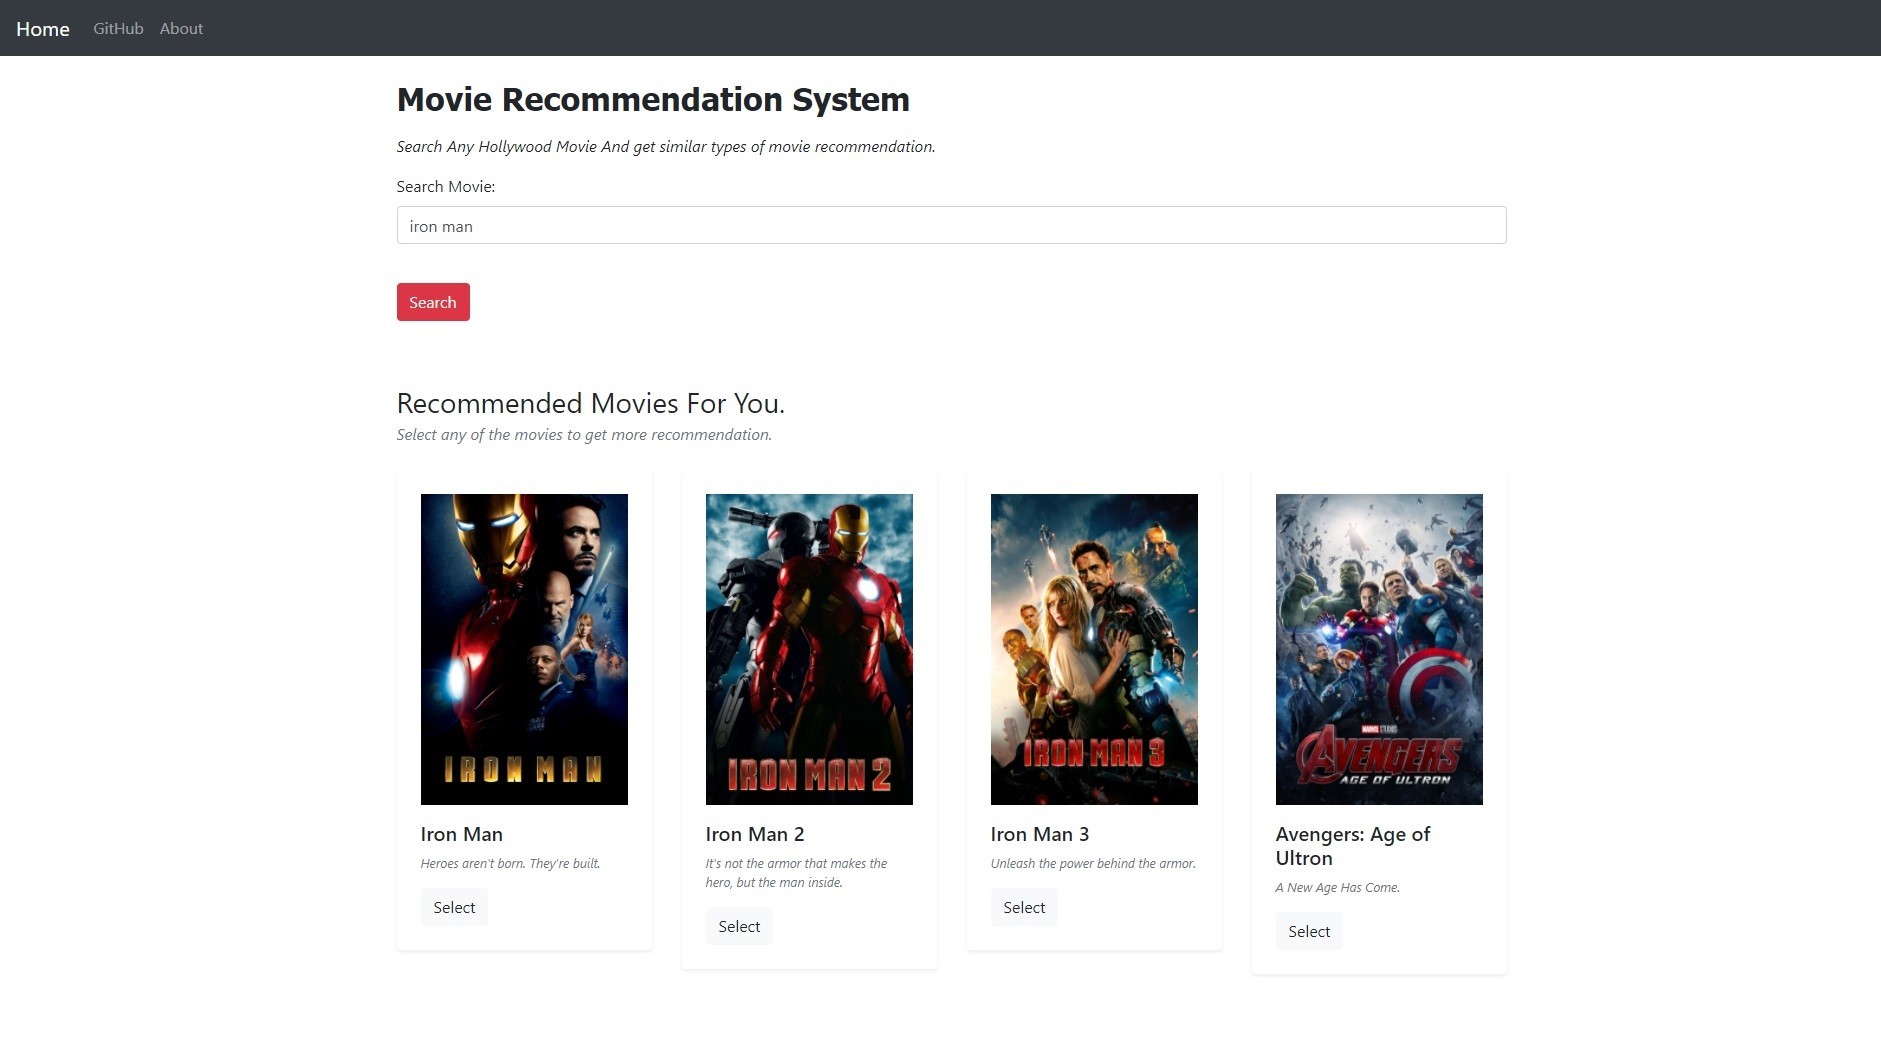 Home GitHub About
Movie Recommendation System
Search Any Hollywood Movie And get similar types of movie recommendation.
Search Movie:
iron man
Search
Recommended Movies For You.
Select any of the movies to get more recommendation.
IRON MAN
IRON MAN 2
IRON MAN 3
MARVEL STUDIOS
AVENGERS
AGE OF ULTRON
Iron Man
Heroes aren't born. They're built.
Select
Iron Man 2
It's not the armor that makes the
hero, but the man inside.
Select
Iron Man 3
Unleash the power behind the armor.
Select
Avengers: Age of
Ultron
A New Age Has Come.
Select